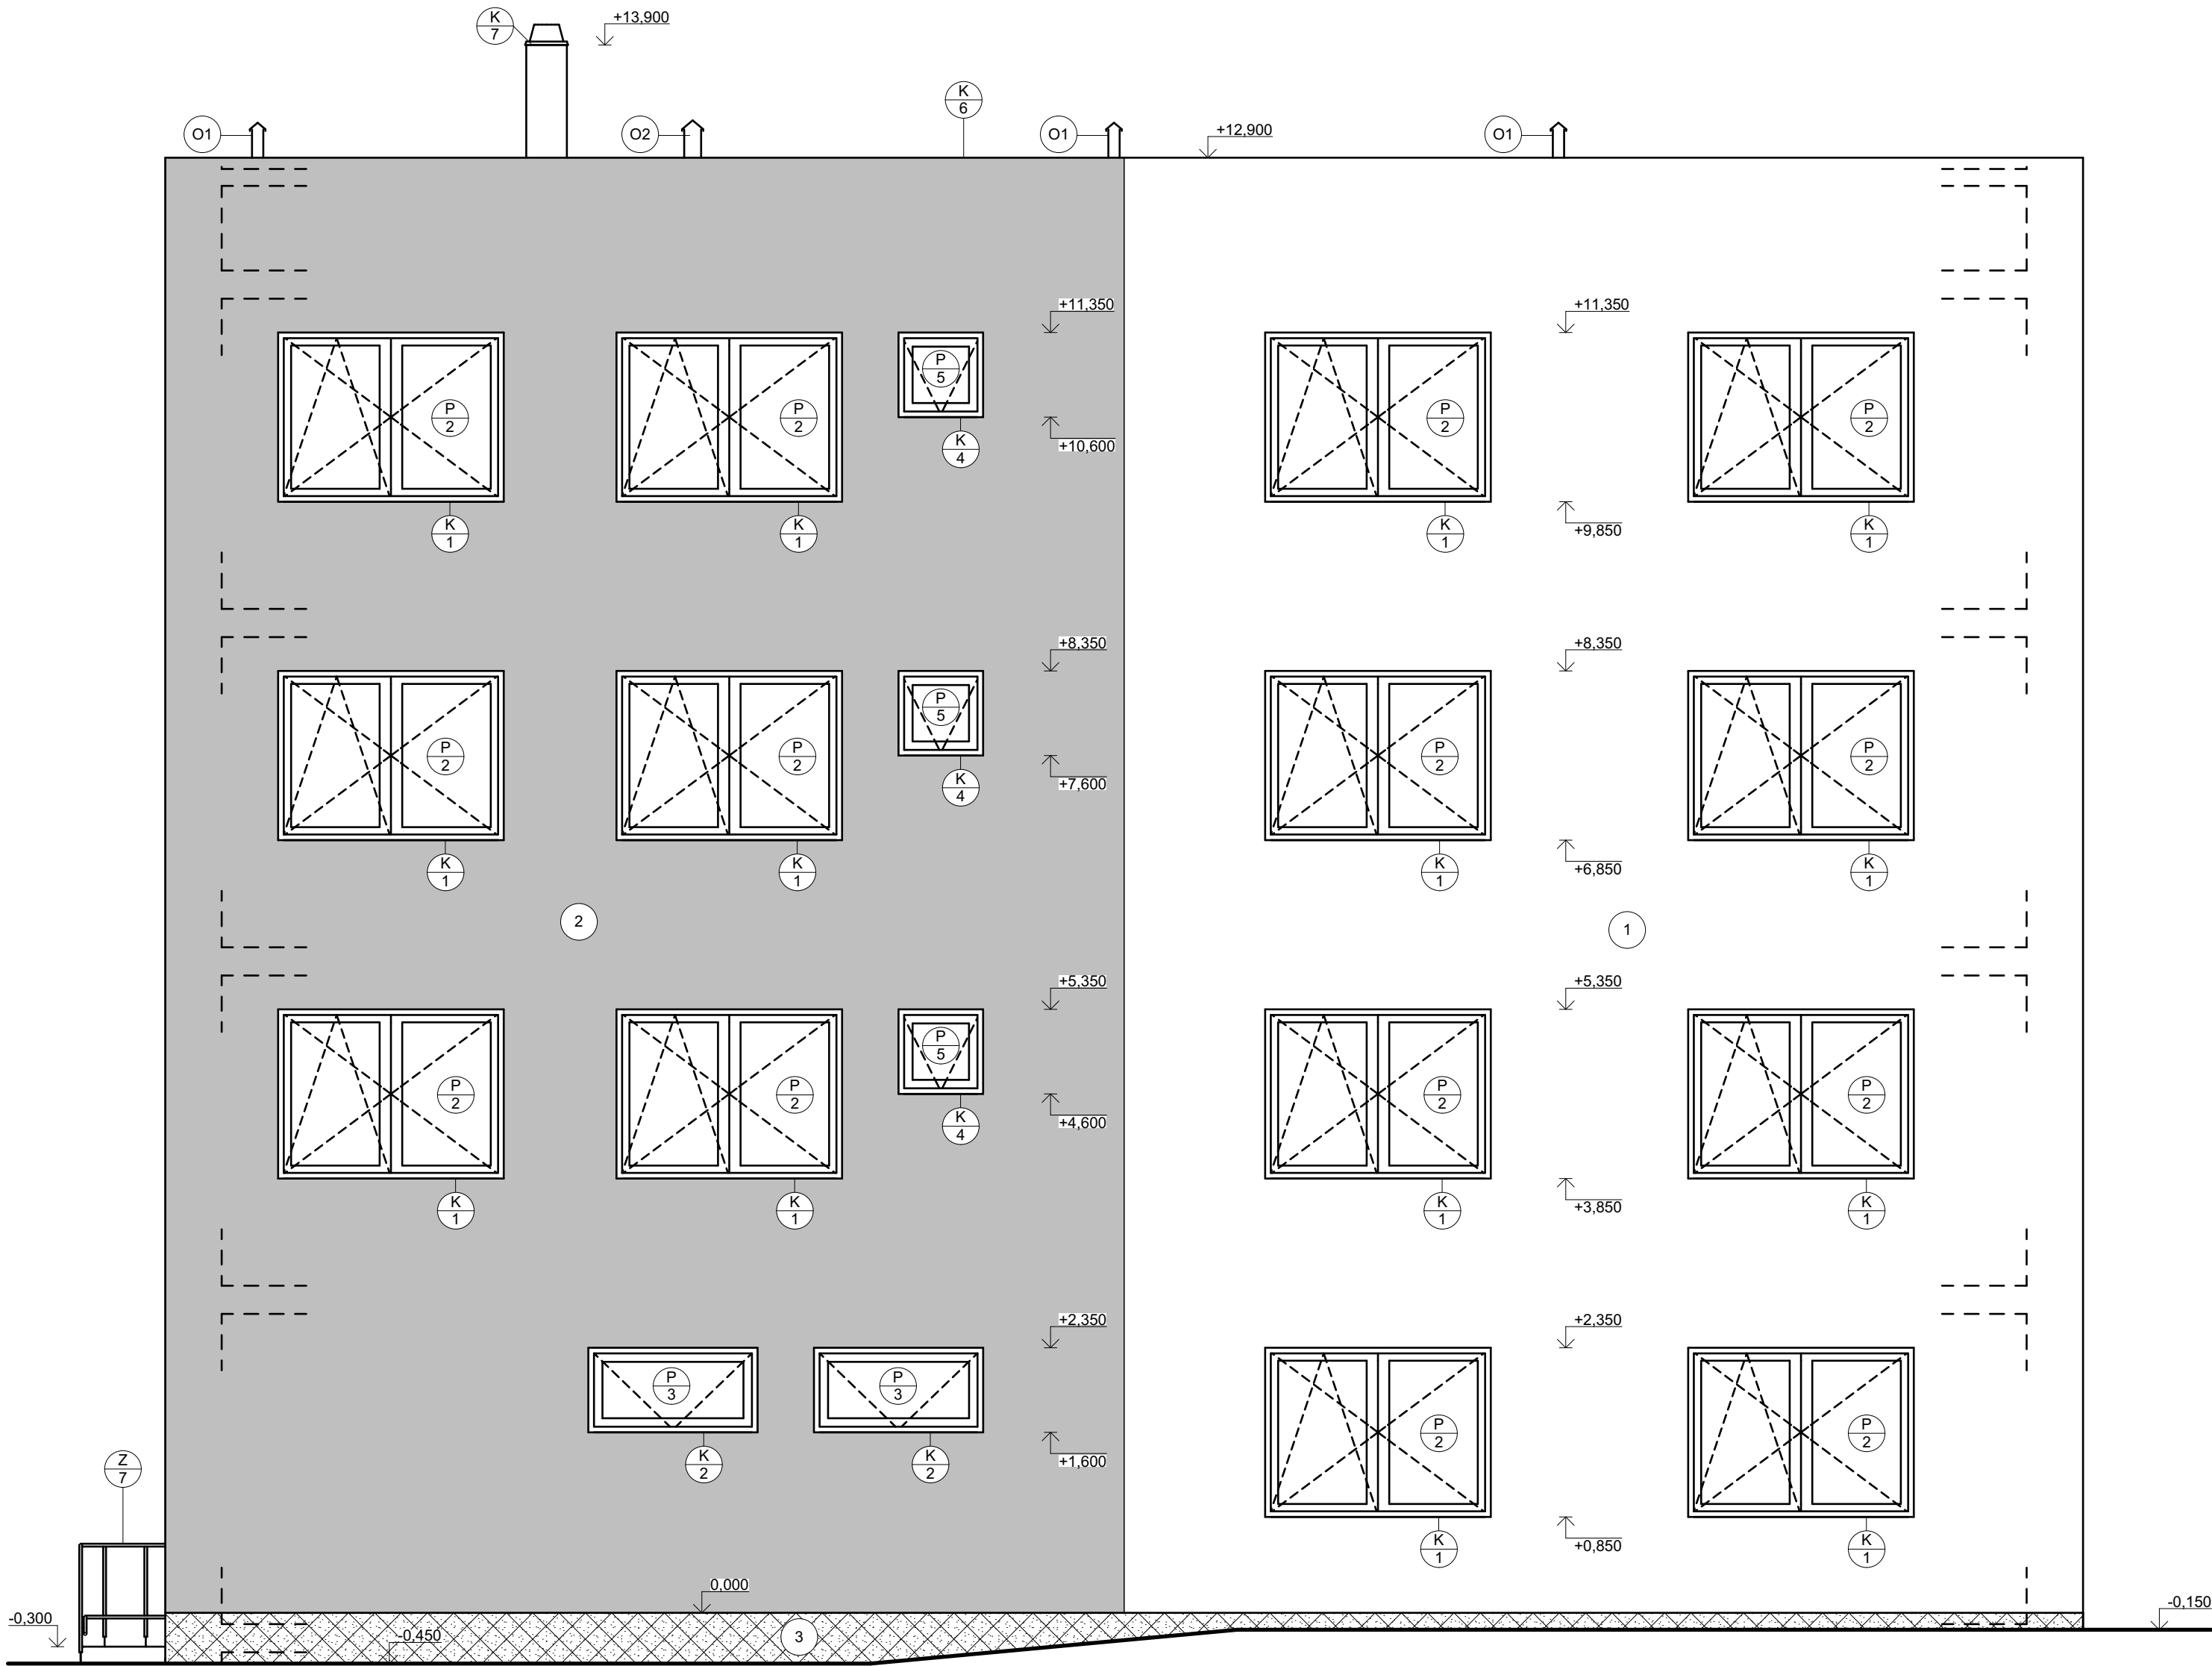 K
7
+13,900
K
6
O1
O2
O1
+12,900
O1
+11,350
+11,350
P
5
P
2
P
2
P
2
P
2
K
4
+10,600
K
1
K
1
K
1
+9,850
K
1
+8,350
+8,350
P
5
P
2
P
2
P
2
P
2
K
4
+7,600
K
1
K
1
K
1
+6,850
K
1
2
1
+5,350
+5,350
P
5
P
2
P
2
P
2
P
2
K
4
+4,600
K
1
K
1
K
1
+3,850
K
1
+2,350
+2,350
P
3
P
3
P
2
P
2
K
2
K
2
+1,600
Z
7
K
1
+0,850
K
1
0,000
-0,300
-0,450
3
-0,150